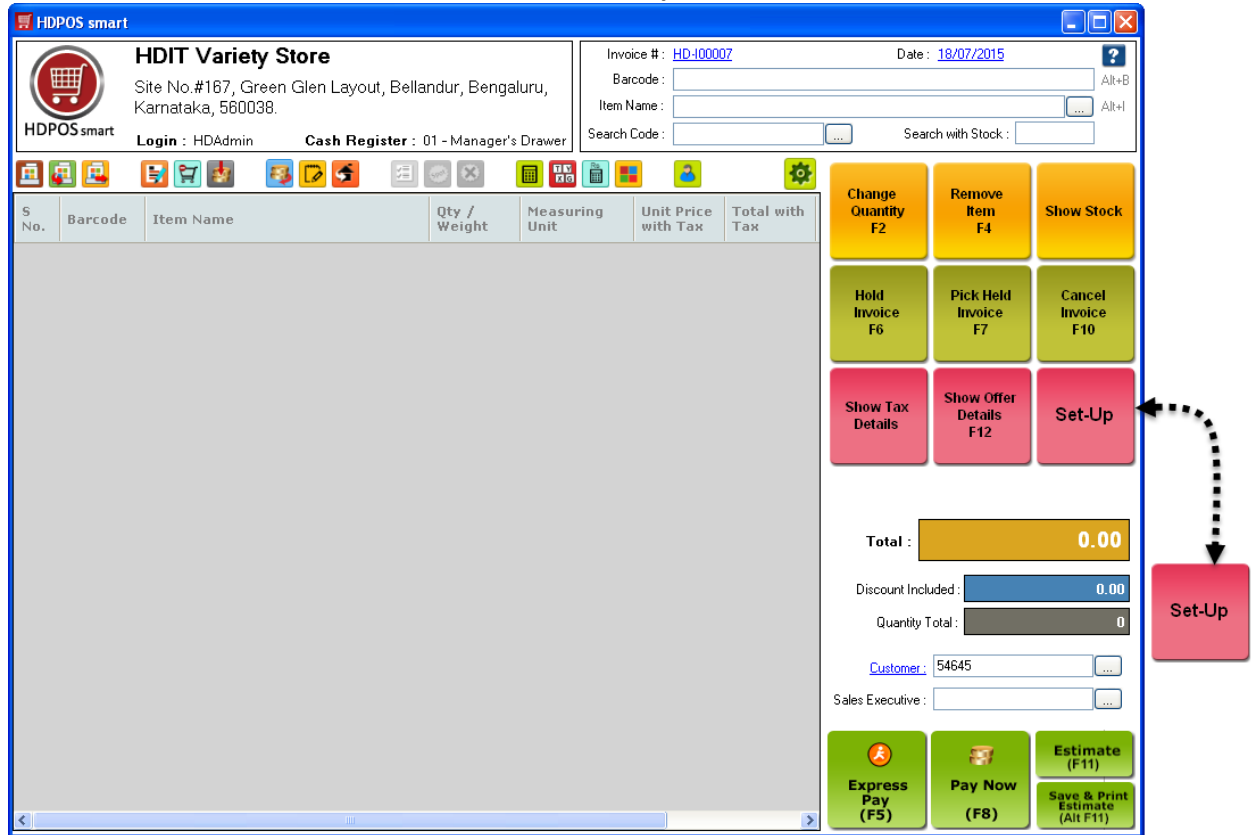 HDPOS smart
HDIT Variety Store
Site No.#167, Green Glen Layout, Bellandur, Bengaluru,
Karnataka, 560038.
HDPOS smart
Login : HDAdmin Cash Register : 01 - Manager's Drawer
Invoice # : HD-I00007 Date : 18/07/2015 ?
Barcode : Alt+B
Item Name : ... Alt+I
Search Code : ... Search with Stock :
S No. Barcode Item Name Qty / Weight Measuring Unit Unit Price with Tax Total with Tax
Change
Quantity
F2
Remove
Item
F4
Show Stock
Hold
Invoice
F6
Pick Held
Invoice
F7
Cancel
Invoice
F10
Show Tax
Details
Show Offer
Details
F12
Set-Up
Total : 0.00
Discount Included : 0.00
Quantity Total : 0
Set-Up
Customer : 54645 ...
Sales Executive : ...
Express
Pay
(F5)
Pay Now
(F8)
Estimate
(F11)
Save & Print
Estimate
(Alt F11)